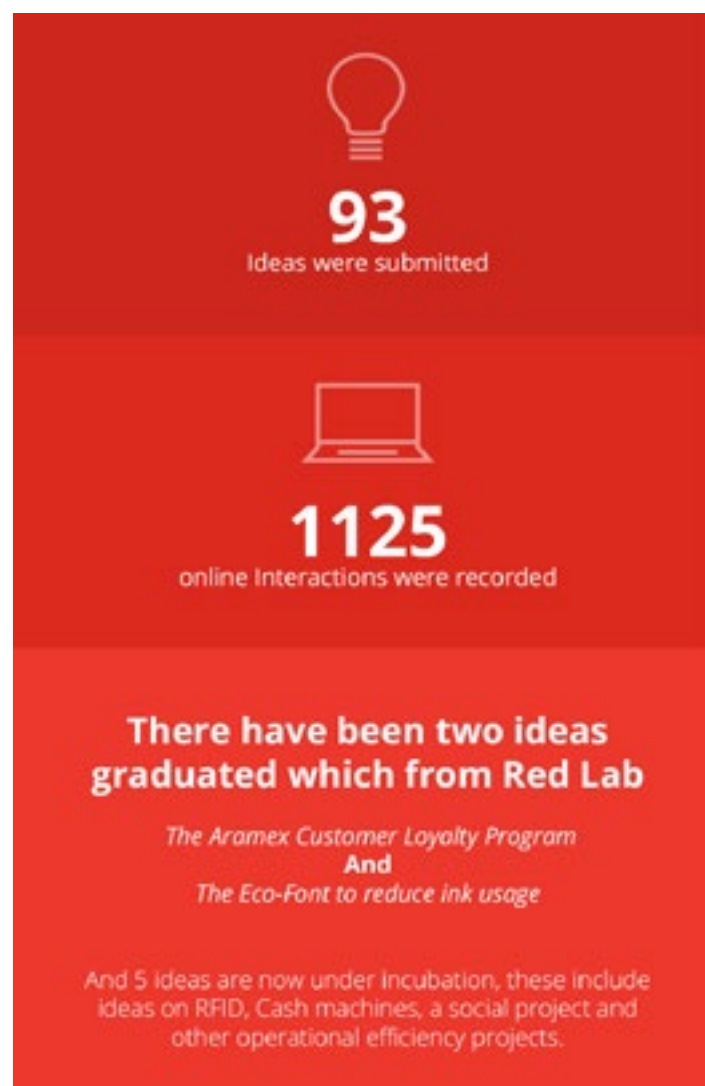 93
Ideas were submitted
1125
online Interactions were recorded
There have been two ideas
graduated which from Red Lab
The Aramex Customer Loyalty Program
And
The Eco-Font to reduce ink usage
And 5 ideas are now under incubation, these include
ideas on RFID, Cash machines, a social project and
other operational efficiency projects.